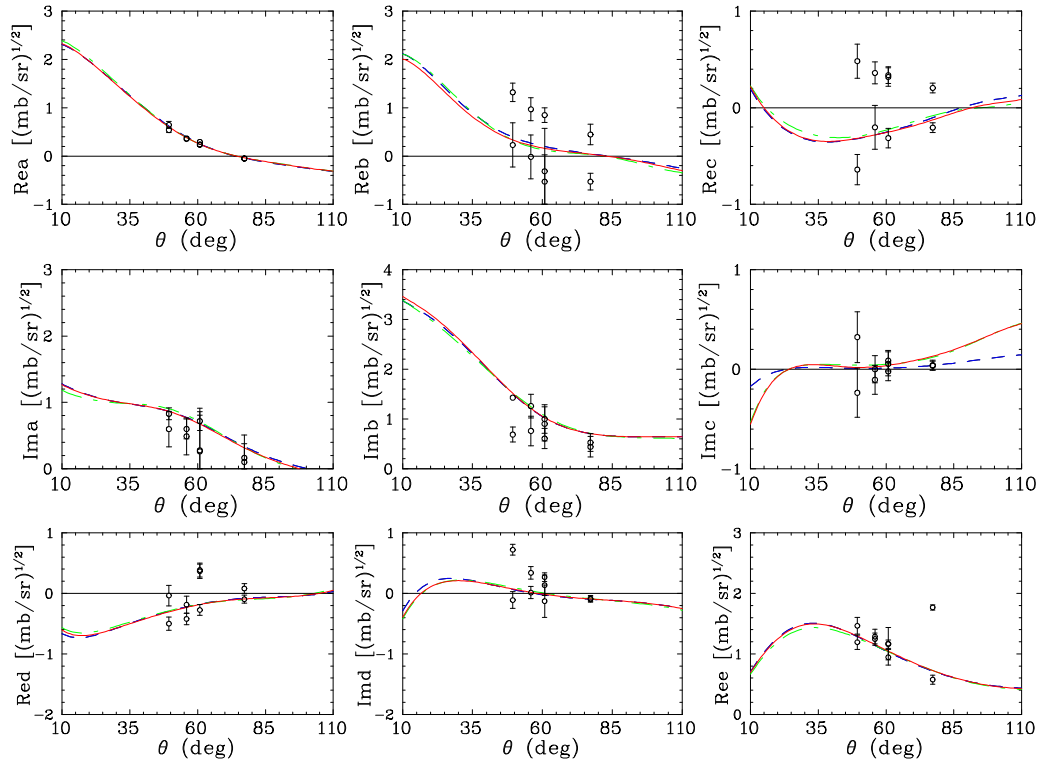 3
2
1
0
−1
Rea [(mb/sr)^{1/2}]
10 35 60 85 110
θ (deg)
3
2
1
0
−1
Reb [(mb/sr)^{1/2}]
10 35 60 85 110
θ (deg)
1
0
−1
Rec [(mb/sr)^{1/2}]
10 35 60 85 110
θ (deg)
3
2
1
0
Ima [(mb/sr)^{1/2}]
10 35 60 85 110
θ (deg)
4
3
2
1
0
Imb [(mb/sr)^{1/2}]
10 35 60 85 110
θ (deg)
1
0
−1
Imc [(mb/sr)^{1/2}]
10 35 60 85 110
θ (deg)
1
0
−1
−2
Red [(mb/sr)^{1/2}]
10 35 60 85 110
θ (deg)
1
0
−1
−2
Imd [(mb/sr)^{1/2}]
10 35 60 85 110
θ (deg)
3
2
1
0
Ree [(mb/sr)^{1/2}]
10 35 60 85 110
θ (deg)